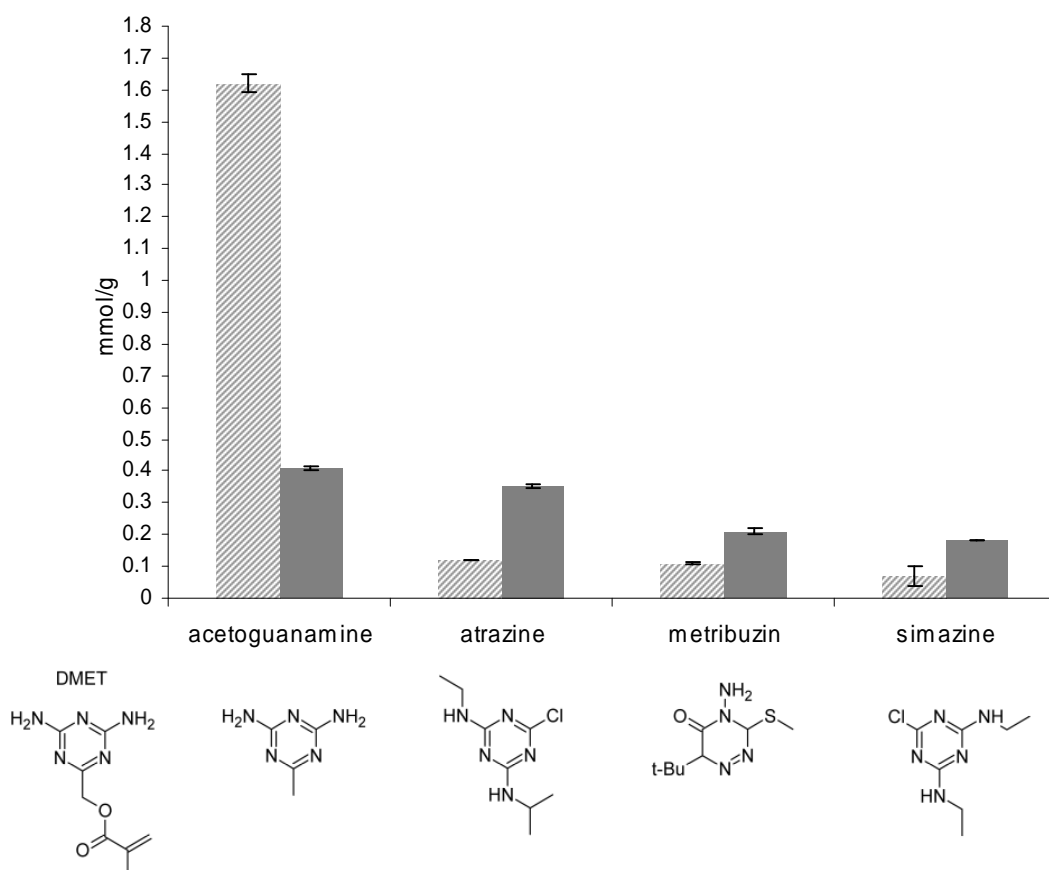 1.8
1.7
1.6
1.5
1.4
1.3
1.2
1.1
1
0.9
0.8
0.7
0.6
0.5
0.4
0.3
0.2
0.1
0
mmol/g
acetoguanamine atrazine metribuzin simazine
DMET
H₂N N NH₂
N N
O
O
H₂N N NH₂
N N
HN N Cl
N N
HN
NH₂
O N S
t-Bu N N
Cl N NH
N N
HN